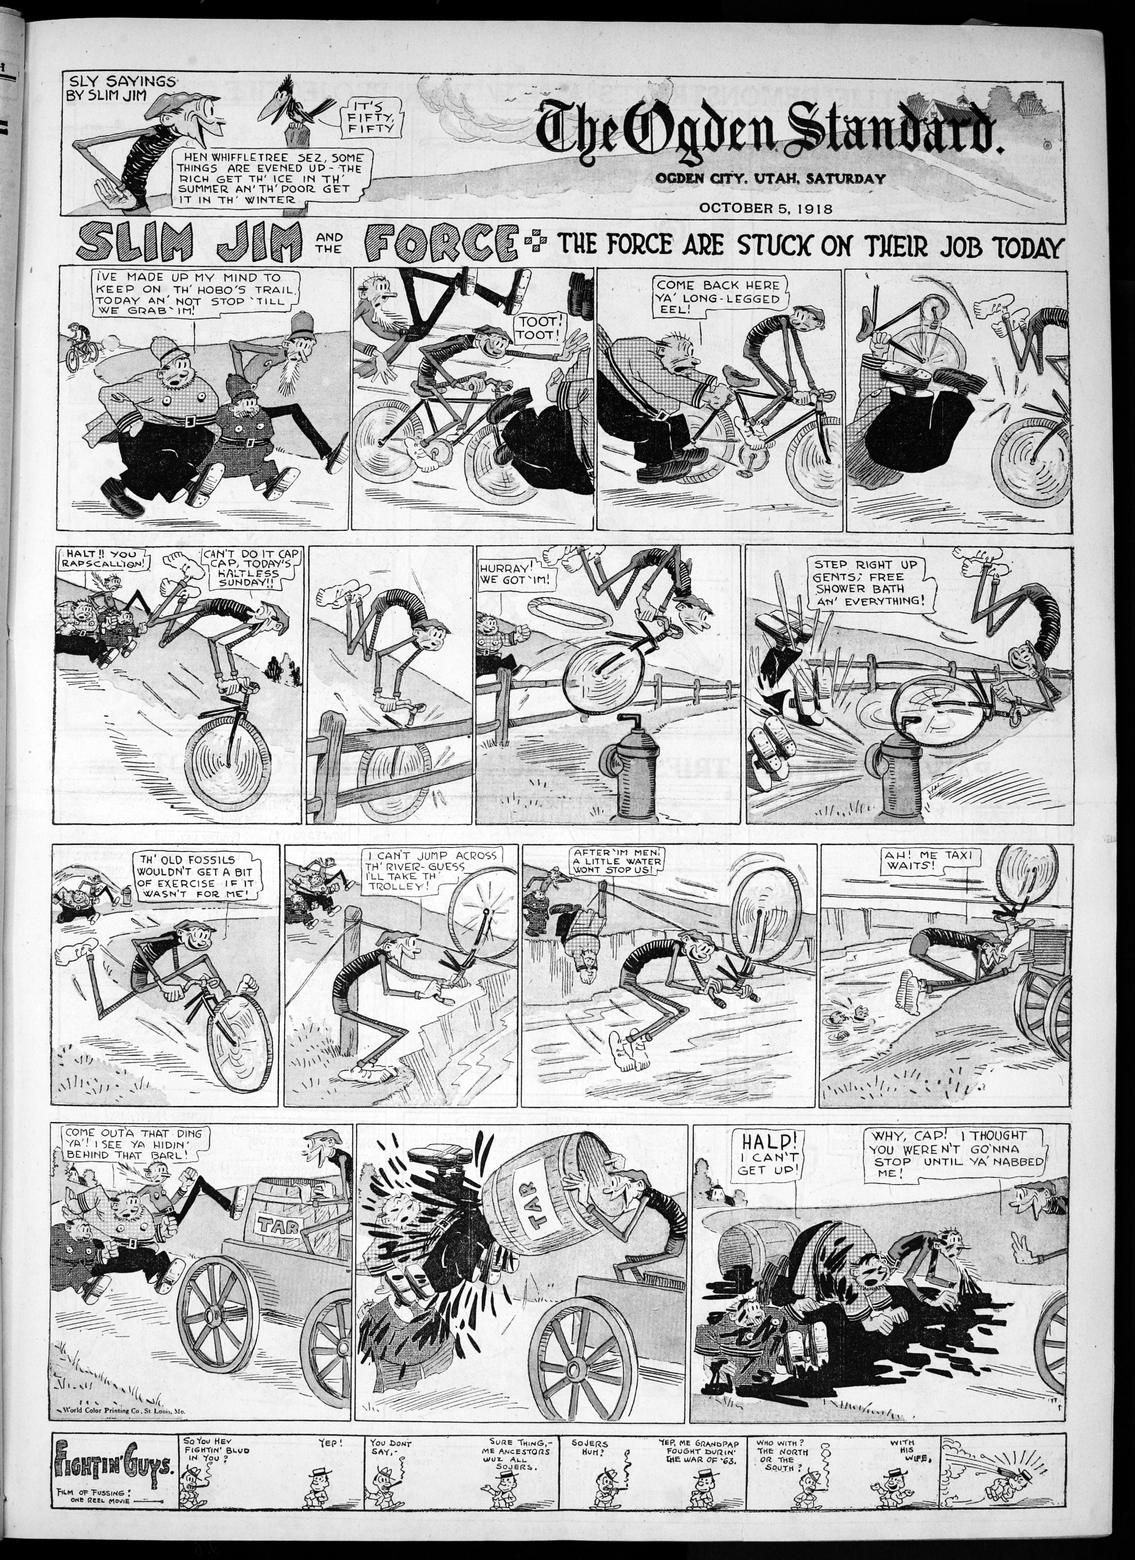 SLY SAYINGS
BY SLIM JIM
IT'S
FIFTY,
FIFTY
HEN WHIFFLETREE SEZ, SOME
THINGS ARE EVENED UP - THE
RICH GET TH' ICE IN TH'
SUMMER AN' TH' POOR GET
IT IN TH' WINTER
The Ogden Standard.
OGDEN CITY, UTAH, SATURDAY
OCTOBER 5, 1918
SLIM JIM AND THE FORCE THE FORCE ARE STUCK ON THEIR JOB TODAY
I'VE MADE UP MY MIND TO
KEEP ON TH' HOBO'S TRAIL
TODAY AN' NOT STOP 'TILL
WE GRAB 'IM!
TOOT!
TOOT!
COME BACK HERE
YA' LONG-LEGGED
EEL!
HALT!! YOU
RAPSCALLION!
CAN'T DO IT CAP
CAP, TODAY'S
HALTLESS
SUNDAY!!
HURRAY!
WE GOT 'IM!
STEP RIGHT UP
GENTS; FREE
SHOWER BATH
AN' EVERYTHING!
TH' OLD FOSSILS
WOULDN'T GET A BIT
OF EXERCISE IF IT
WASN'T FOR ME!
I CAN'T JUMP ACROSS
TH' RIVER- GUESS
I'LL TAKE TH'
TROLLEY!
AFTER 'IM MEN!
A LITTLE WATER
WONT STOP US!
AH! ME TAXI
WAITS!
COME OUT'A THAT DING
YA'! I SEE YA HIDIN'
BEHIND THAT BARL!
TAR
World Color Printing Co., St. Louis, Mo.
TAR
HALP!
I CAN'T
GET UP!
WHY, CAP! I THOUGHT
YOU WEREN'T GO'NNA
STOP UNTIL YA' NABBED
ME!
FIGHTIN' GUYS.
FILM OF FUSSING!
ONE REEL MOVIE
SO YOU HEV
FIGHTIN' BLUD
IN YOU?
YEP!
YOU DONT
SAY,-
SURE THING,-
ME ANCESTORS
WUZ ALL
SOJERS.
SOJERS
HUH?
YEP, ME GRANDPAP
FOUGHT DURIN'
THE WAR OF '63.
WHO WITH?
THE NORTH
OR THE
SOUTH?
WITH
HIS
WIFE.